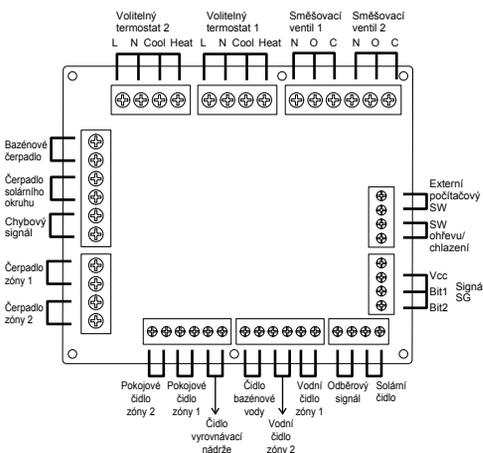 Volitelný
termostat 2
Volitelný
termostat 1
Směšovací
ventil 1
Směšovací
ventil 2
L N Cool Heat
L N Cool Heat
N O C
N O C
Bazénové
čerpadlo
Čerpadlo
solárního
okruhu
Chybový
signál
Čerpadlo
zóny 1
Čerpadlo
zóny 2
Externí
počítačový
SW
SW
ohřevu/
chlazení
Vcc
Bit1
Bit2
Signá
SG
Pokojové
čidlo
zóny 2
Pokojové
čidlo
zóny 1
Čidlo
vyrovnávací
nádrže
Čidlo
bazénové
vody
Vodní
čidlo
zóny 2
Vodní
čidlo
zóny 1
Odběrový
signál
Solární
čidlo